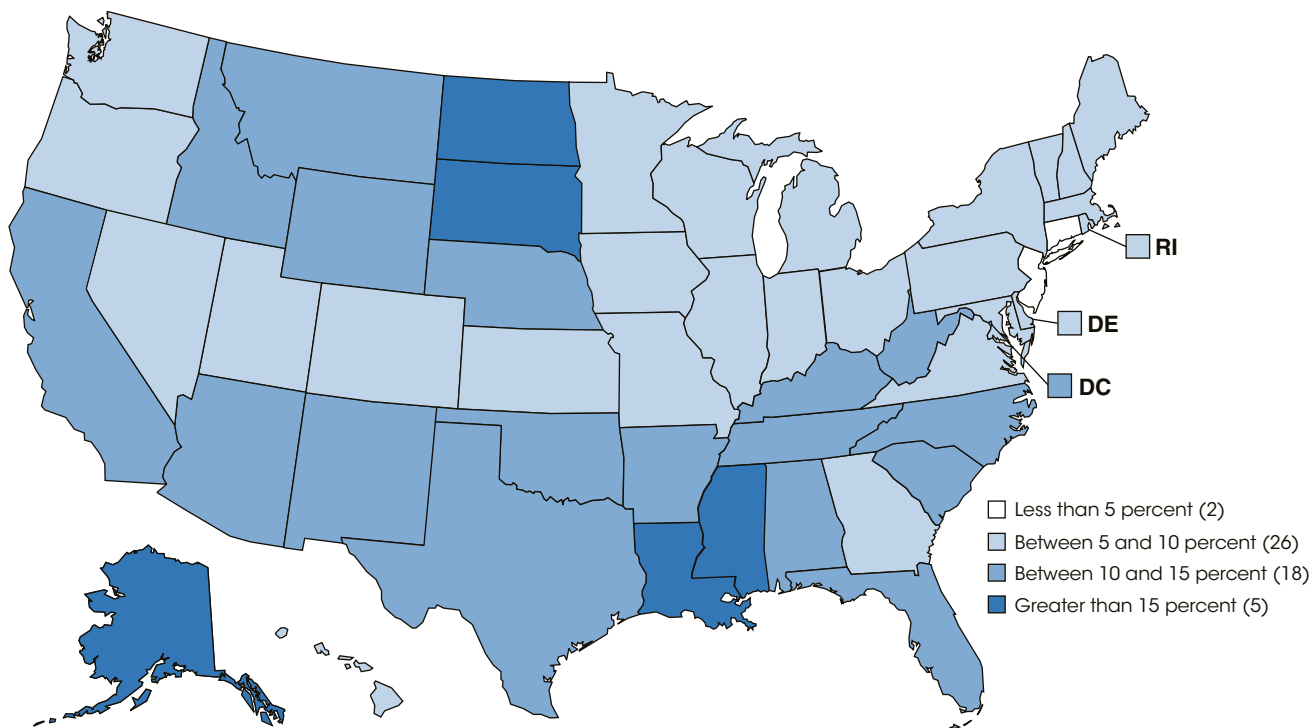 RI
DE
DC
Less than 5 percent (2)
Between 5 and 10 percent (26)
Between 10 and 15 percent (18)
Greater than 15 percent (5)